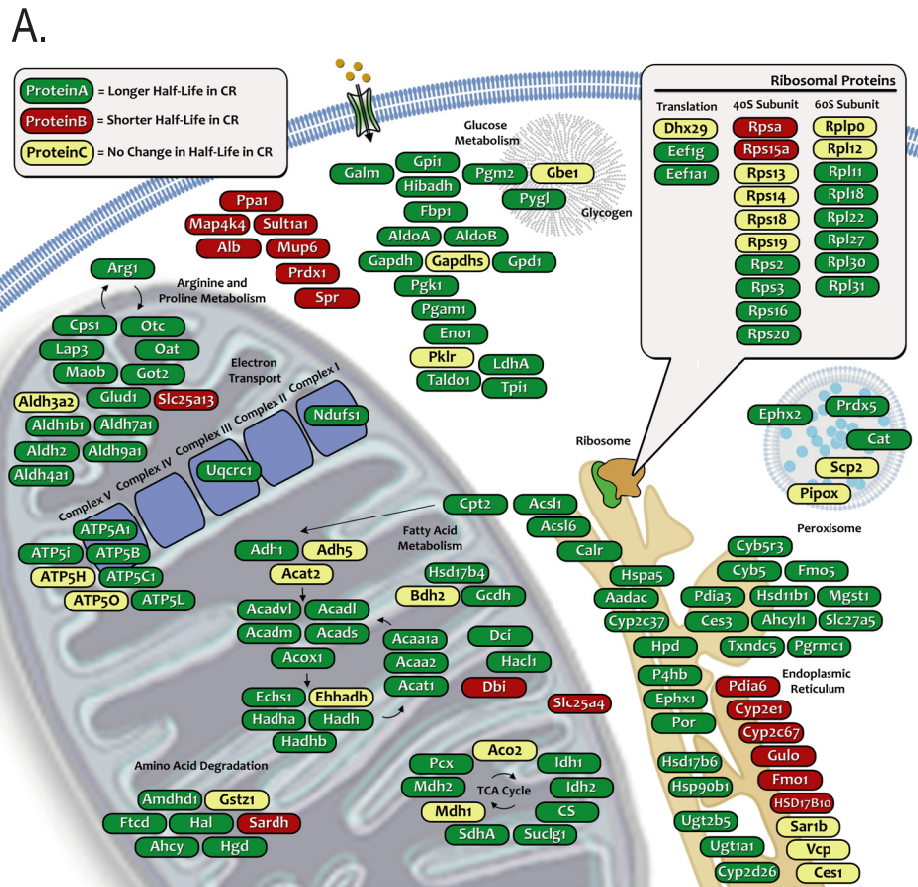 A.
ProteinA = Longer Half-Life in CR
ProteinB = Shorter Half-Life in CR
ProteinC = No Change in Half-Life in CR
Ribosomal Proteins
Translation
Dhx29
Eef1g
Eef1a1
40S Subunit
Rpsa
Rps15a
Rps13
Rps14
Rps18
Rps19
Rps2
Rps3
Rps16
Rps20
60S Subunit
Rplp0
Rpl12
Rpl11
Rpl18
Rpl22
Rpl27
Rpl30
Rpl31
Glucose
Metabolism
Galm Gpi1 Pgm2 Gbe1
Hibadh Pygl
Glycogen
Fbp1
AldoA AldoB
Gapdh Gapdhs Gpd1
Pgk1
Pgam1
Eno1
Pklr LdhA
Taldo1 Tpi1
Ppa1
Map4k4 Sult1a1
Alb Mup6
Prdx1
Spr
Arg1
Arginine and
Proline Metabolism
Cps1 Otc
Lap3 Oat
Maob Got2
Aldh3a2 Glud1 Slc25a13
Aldh1b1 Aldh7a1
Aldh2 Aldh9a1
Aldh4a1
Electron
Transport
Complex I
Complex II
Complex III
Complex IV
Complex V
Ndufs1
Uqcrc1
ATP5A1
ATP5i ATP5B
ATP5H ATP5C1
ATP5O ATP5L
Ribosome
Ephx2 Prdx5
Cat
Scp2
Pipox
Peroxisome
Cpt2 Acsl1
Acsl6
Calr
Fatty Acid
Metabolism
Adh1 Adh5
Acat2
Hsd17b4
Bdh2 Gcdh
Acadvl Acadl
Acadm Acads
Acox1
Acaa1a
Acaa2
Acat1
Dci
Hacl1
Dbi
Slc25a4
Echs1 Ehhadh
Hadha Hadh
Hadhb
Amino Acid Degradation
Amdhd1 Gstz1
Ftcd Hal Sardh
Ahcy Hgd
Aco2
Pcx Idh1
Mdh2 TCA Cycle Idh2
Mdh1 CS
SdhA Suclg1
Hspa5
Aadac
Cyp2c37
Hpd
P4hb
Ephx1
Por
Hsd17b6
Hsp90b1
Ugt2b5
Ugt1a1
Cyp2d26
Cyb5r3
Cyb5 Fmo5
Pdia3 Hsd11b1 Mgst1
Ces3 Ahcyl1 Slc27a5
Txndc5 Pgrmc1
Endoplasmic
Reticulum
Pdia6
Cyp2e1
Cyp2c67
Gulo
Fmo1
HSD17B10
Sar1b
Vcp
Ces1